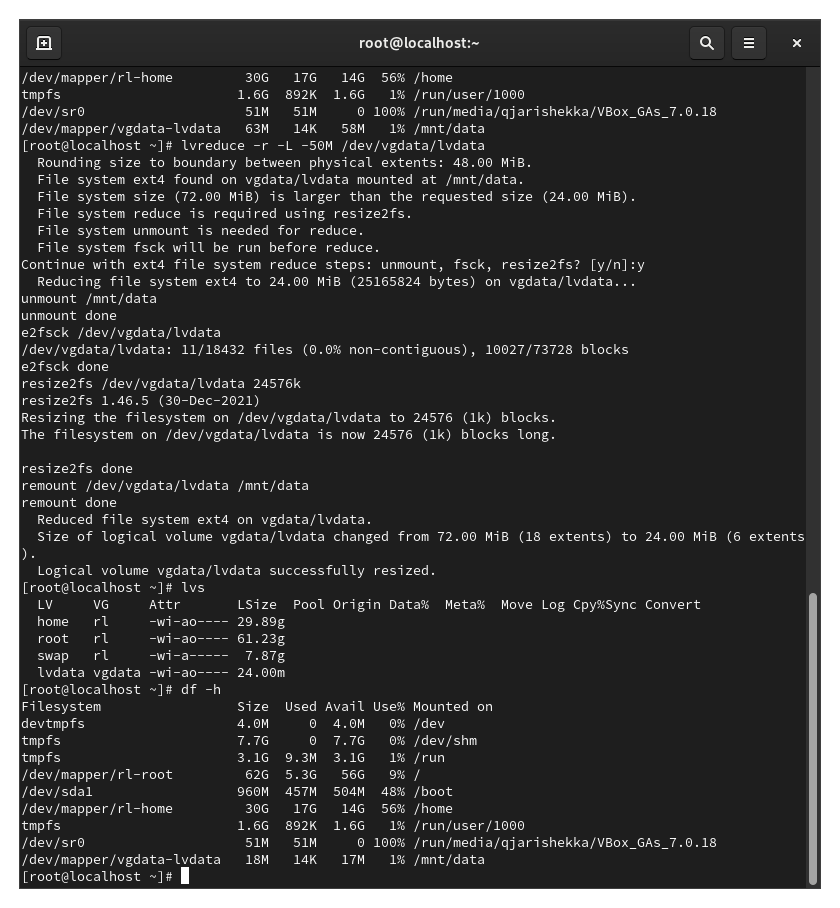 root@localhost:~
/dev/mapper/rl-home         30G   17G   14G  56% /home
tmpfs                      1.6G  892K  1.6G   1% /run/user/1000
/dev/sr0                    51M   51M     0 100% /run/media/qjarishekka/VBox_GAs_7.0.18
/dev/mapper/vgdata-lvdata   63M   14K   58M   1% /mnt/data
[root@localhost ~]# lvreduce -r -L -50M /dev/vgdata/lvdata
  Rounding size to boundary between physical extents: 48.00 MiB.
  File system ext4 found on vgdata/lvdata mounted at /mnt/data.
  File system size (72.00 MiB) is larger than the requested size (24.00 MiB).
  File system reduce is required using resize2fs.
  File system unmount is needed for reduce.
  File system fsck will be run before reduce.
Continue with ext4 file system reduce steps: unmount, fsck, resize2fs? [y/n]:y
  Reducing file system ext4 to 24.00 MiB (25165824 bytes) on vgdata/lvdata...
unmount /mnt/data
unmount done
e2fsck /dev/vgdata/lvdata
/dev/vgdata/lvdata: 11/18432 files (0.0% non-contiguous), 10027/73728 blocks
e2fsck done
resize2fs /dev/vgdata/lvdata 24576k
resize2fs 1.46.5 (30-Dec-2021)
Resizing the filesystem on /dev/vgdata/lvdata to 24576 (1k) blocks.
The filesystem on /dev/vgdata/lvdata is now 24576 (1k) blocks long.

resize2fs done
remount /dev/vgdata/lvdata /mnt/data
remount done
  Reduced file system ext4 on vgdata/lvdata.
  Size of logical volume vgdata/lvdata changed from 72.00 MiB (18 extents) to 24.00 MiB (6 extents
).
  Logical volume vgdata/lvdata successfully resized.
[root@localhost ~]# lvs
  LV     VG     Attr       LSize  Pool Origin Data%  Meta%  Move Log Cpy%Sync Convert
  home   rl     -wi-ao---- 29.89g
  root   rl     -wi-ao---- 61.23g
  swap   rl     -wi-a-----  7.87g
  lvdata vgdata -wi-ao---- 24.00m
[root@localhost ~]# df -h
Filesystem                 Size  Used Avail Use% Mounted on
devtmpfs                   4.0M     0  4.0M   0% /dev
tmpfs                      7.7G     0  7.7G   0% /dev/shm
tmpfs                      3.1G  9.3M  3.1G   1% /run
/dev/mapper/rl-root         62G  5.3G   56G   9% /
/dev/sda1                  960M  457M  504M  48% /boot
/dev/mapper/rl-home         30G   17G   14G  56% /home
tmpfs                      1.6G  892K  1.6G   1% /run/user/1000
/dev/sr0                    51M   51M     0 100% /run/media/qjarishekka/VBox_GAs_7.0.18
/dev/mapper/vgdata-lvdata   18M   14K   17M   1% /mnt/data
[root@localhost ~]#